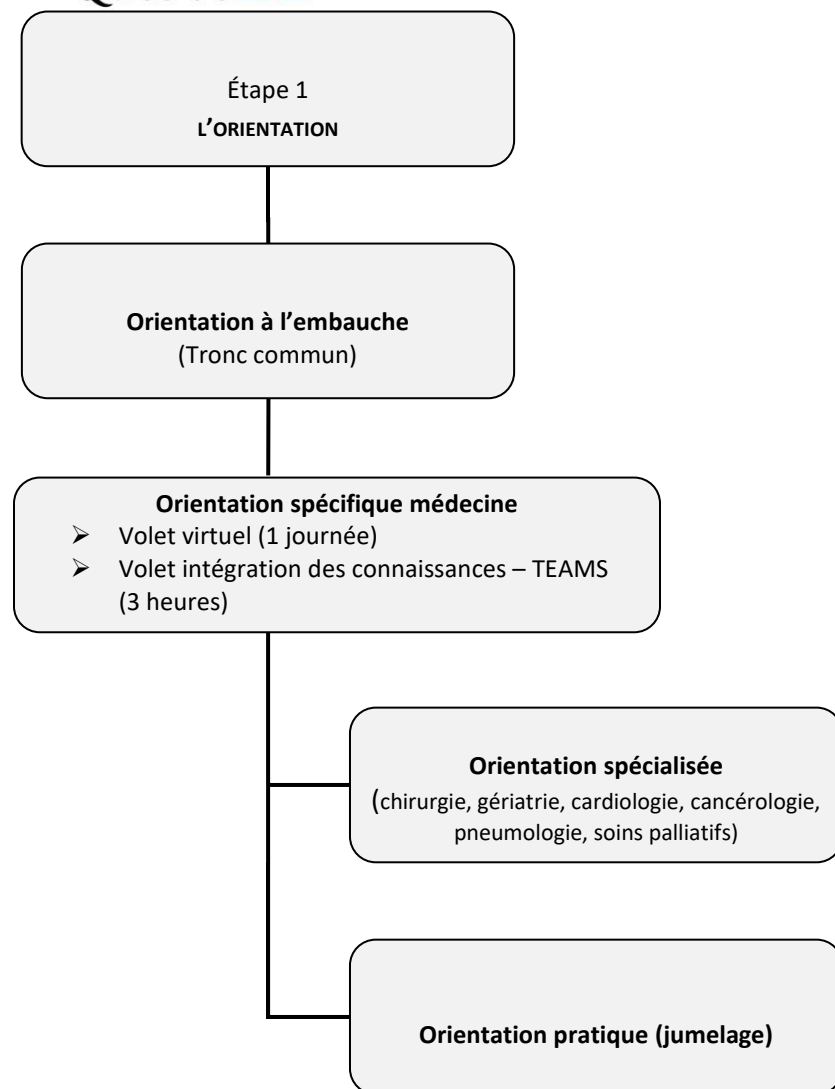 Étape 1
L'ORIENTATION
Orientation à l'embauche
(Tronc commun)
Orientation spécifique médecine
➢ Volet virtuel (1 journée)
➢ Volet intégration des connaissances – TEAMS
(3 heures)
Orientation spécialisée
(chirurgie, gériatrie, cardiologie, cancérologie,
pneumologie, soins palliatifs)
Orientation pratique (jumelage)